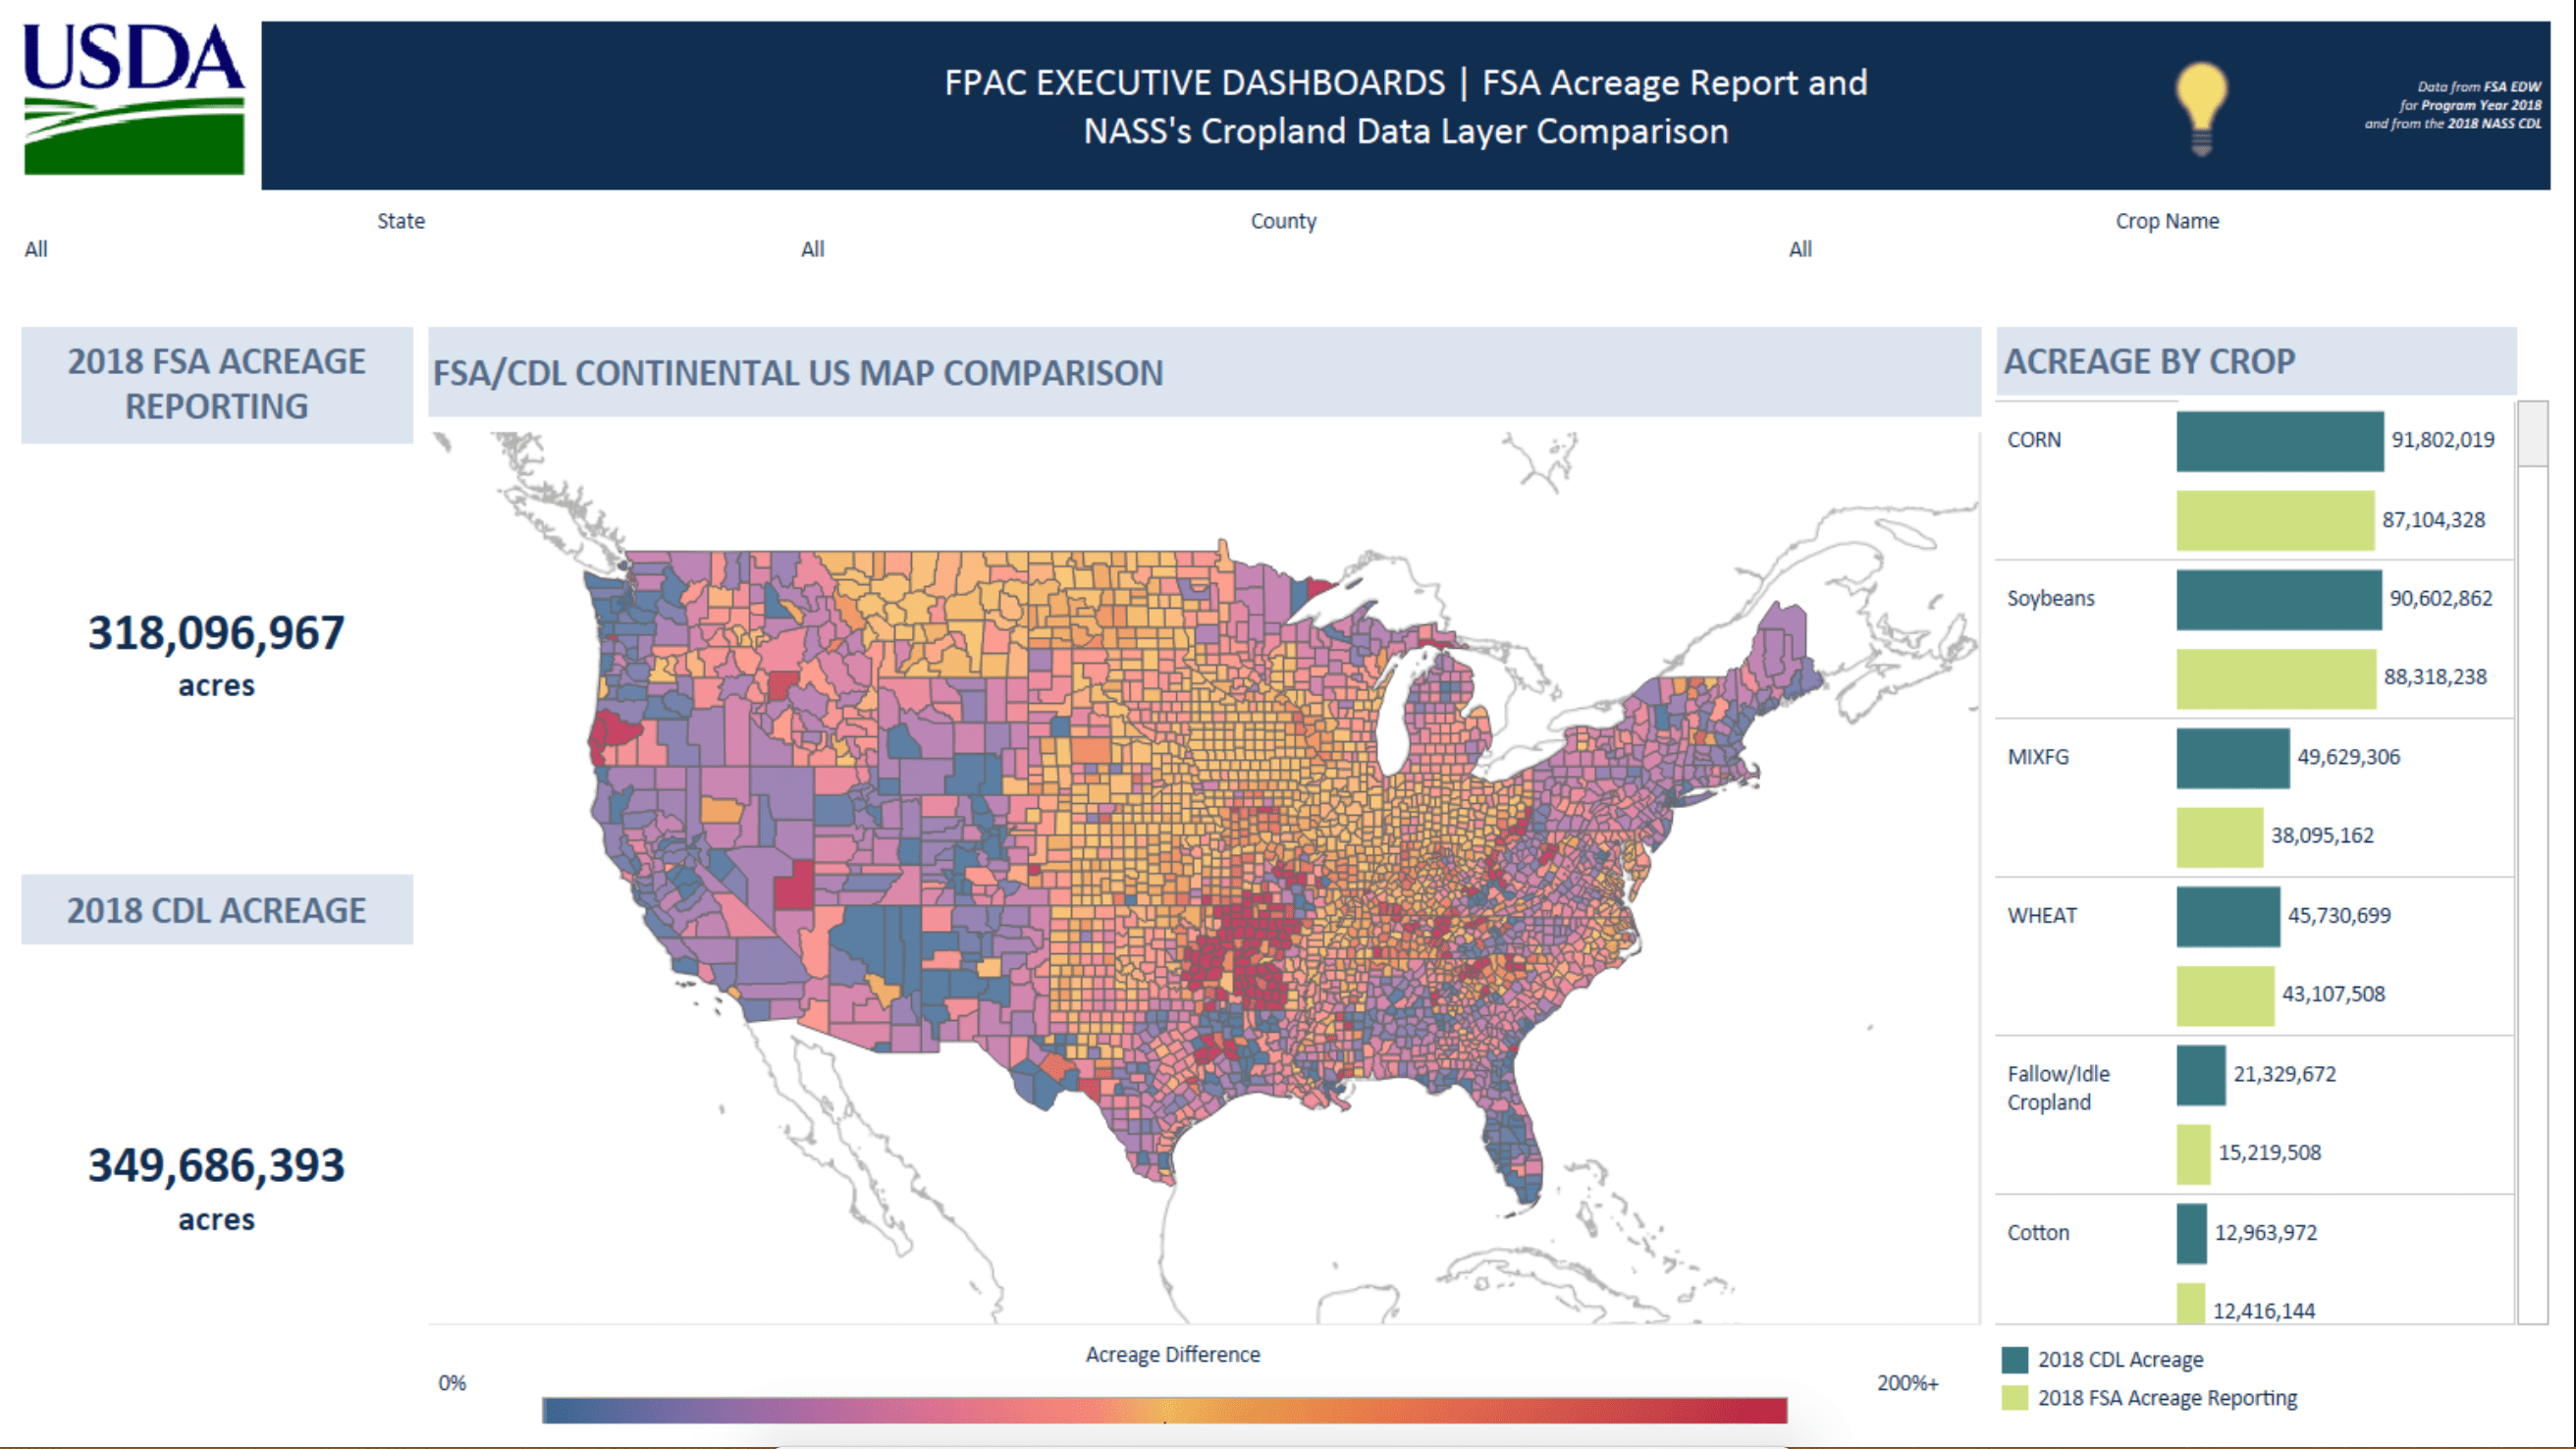 USDA
FPAC EXECUTIVE DASHBOARDS | FSA Acreage Report and
NASS's Cropland Data Layer Comparison
Data from FSA EDW
for Program Year 2018
and from the 2018 NASS CDL
State
All
County
All
Crop Name
All
2018 FSA ACREAGE
REPORTING
318,096,967
acres
2018 CDL ACREAGE
349,686,393
acres
FSA/CDL CONTINENTAL US MAP COMPARISON
Acreage Difference
0%
200%+
ACREAGE BY CROP
CORN
91,802,019
87,104,328
Soybeans
90,602,862
88,318,238
MIXFG
49,629,306
38,095,162
WHEAT
45,730,699
43,107,508
Fallow/Idle
Cropland
21,329,672
15,219,508
Cotton
12,963,972
12,416,144
2018 CDL Acreage
2018 FSA Acreage Reporting